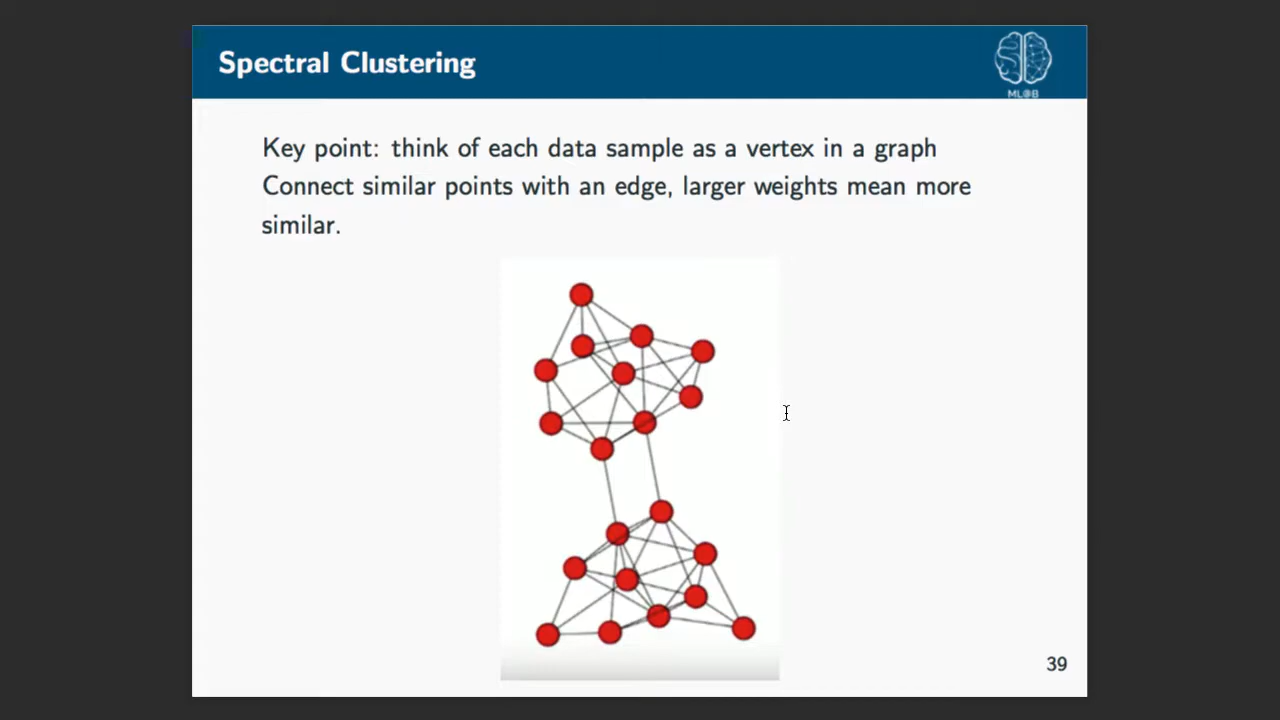 Spectral Clustering
ML@B
Key point: think of each data sample as a vertex in a graph
Connect similar points with an edge, larger weights mean more
similar.
39